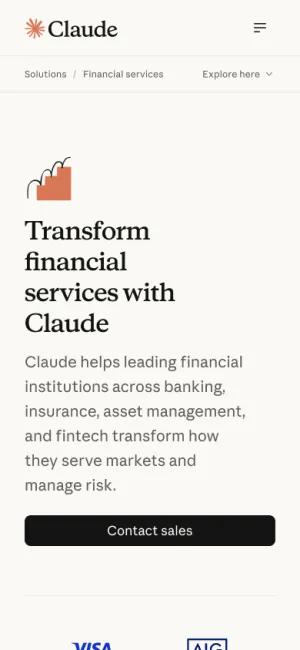 Claude
Solutions / Financial services Explore here
Transform
financial
services with
Claude
Claude helps leading financial
institutions across banking,
insurance, asset management,
and fintech transform how
they serve markets and
manage risk.
Contact sales
VISA AIG